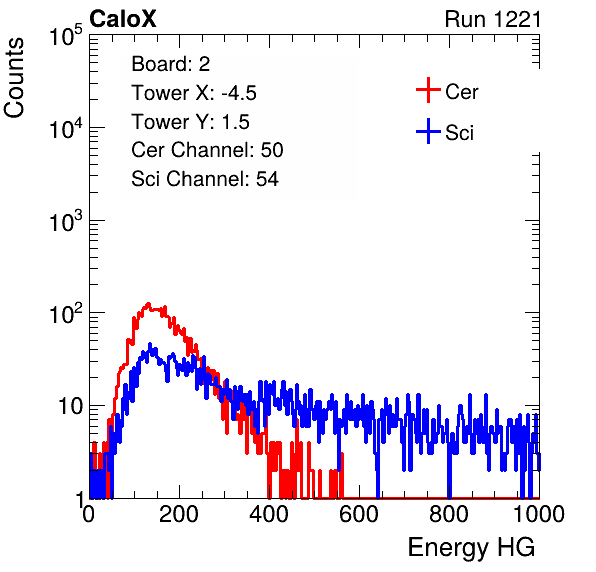 CaloX Run 1221
Counts
10^5
10^4
10^3
10^2
10
1
Board: 2
Tower X: -4.5
Tower Y: 1.5
Cer Channel: 50
Sci Channel: 54
Cer
Sci
0 200 400 600 800 1000
Energy HG